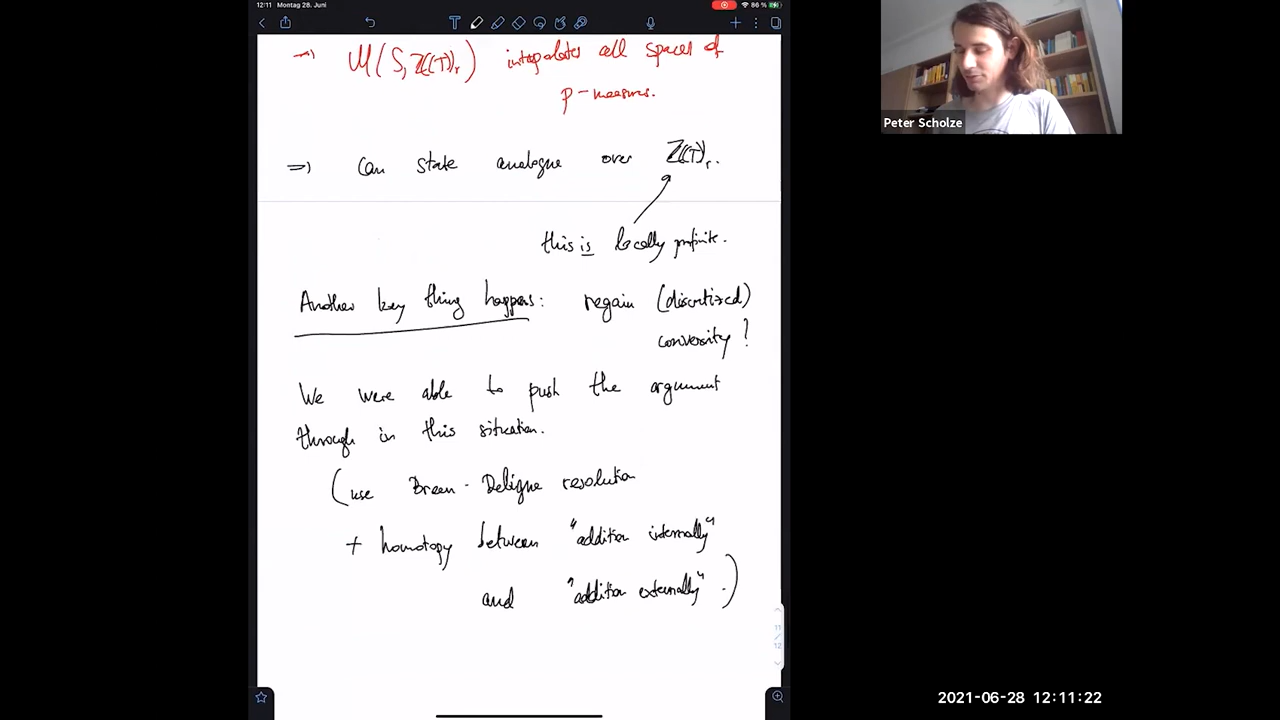 12:11 Montag 28. Juni
86 %
→ M(S, ℤ((T))ᵣ) interpolates all spaces of
p-measures.
⇒ Can state analogue over ℤ((T))ᵣ.
this is locally profinite.
Another key thing happens: regain (discretized)
convexity!
We were able to push the argument
through in this situation.
(use Breen-Deligne resolution
+ homotopy between "addition internally"
and "addition externally".)
11
/
12
Peter Scholze
2021-06-28 12:11:22